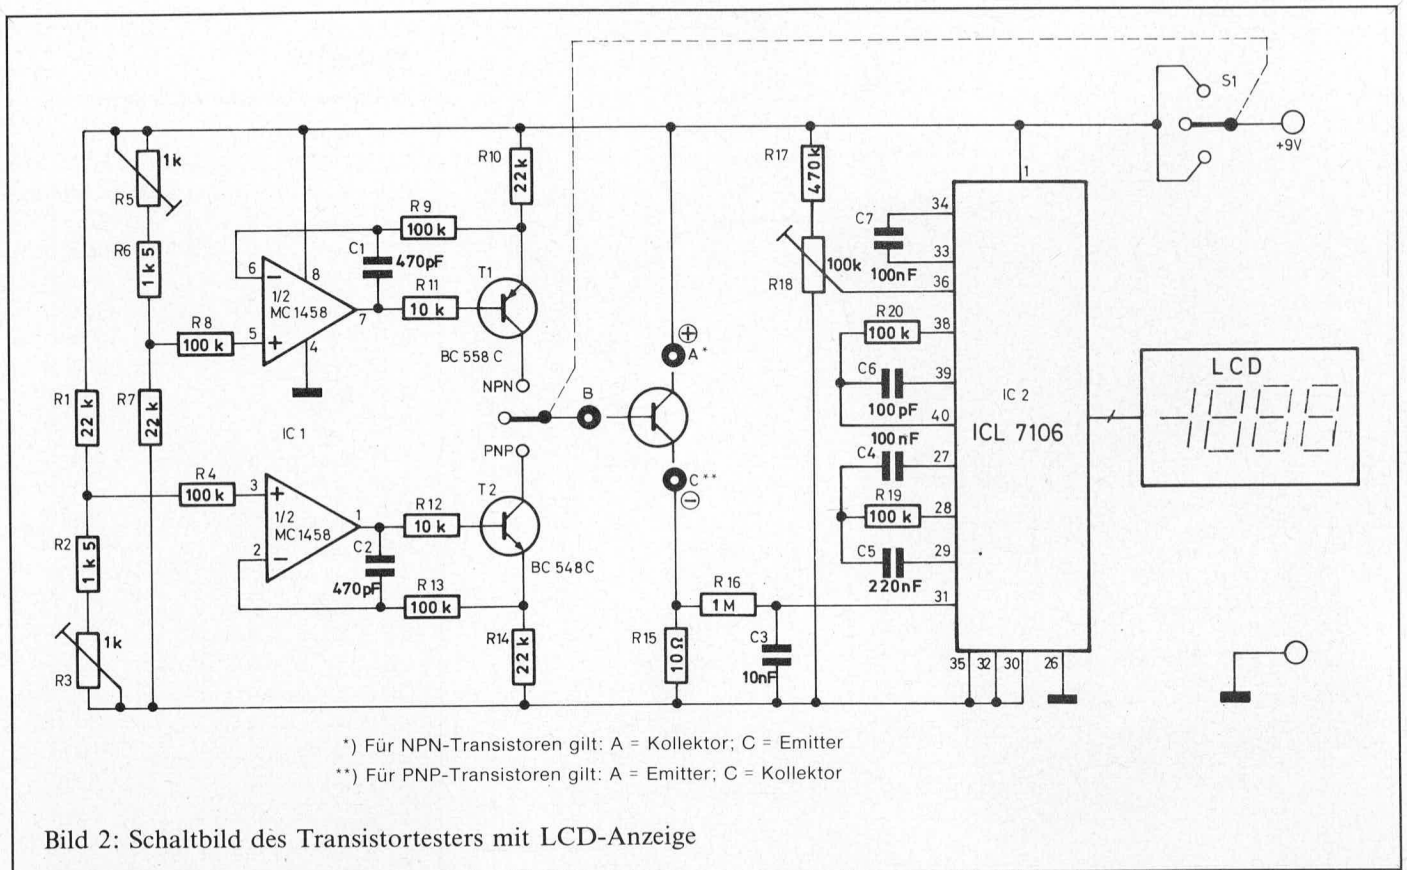 S1
+9V
R5
1k
R6
1k5
R10
22k
R9
100k
C1
470pF
R11
10k
T1
BC 558 C
6
5
8
4
7
1/2
MC1458
R8
100k
NPN
R17
470k
R18
100k
C7
100nF
34
33
36
1
R20
100k
38
C6
100pF
39
40
100nF
C4
27
R19
100k
28
C5
220nF
29
31
IC 2
ICL 7106
LCD
-1888
A*
B
C**
R1
22k
R7
22k
IC 1
PNP
R4
100k
3
2
1
1/2
MC1458
R12
10k
T2
BC 548C
C2
470pF
R13
100k
R2
1k5
R3
1k
R14
22k
R15
10Ω
R16
1M
C3
10nF
35
32
30
26
*) Für NPN-Transistoren gilt: A = Kollektor; C = Emitter
**) Für PNP-Transistoren gilt: A = Emitter; C = Kollektor
Bild 2: Schaltbild des Transistortesters mit LCD-Anzeige